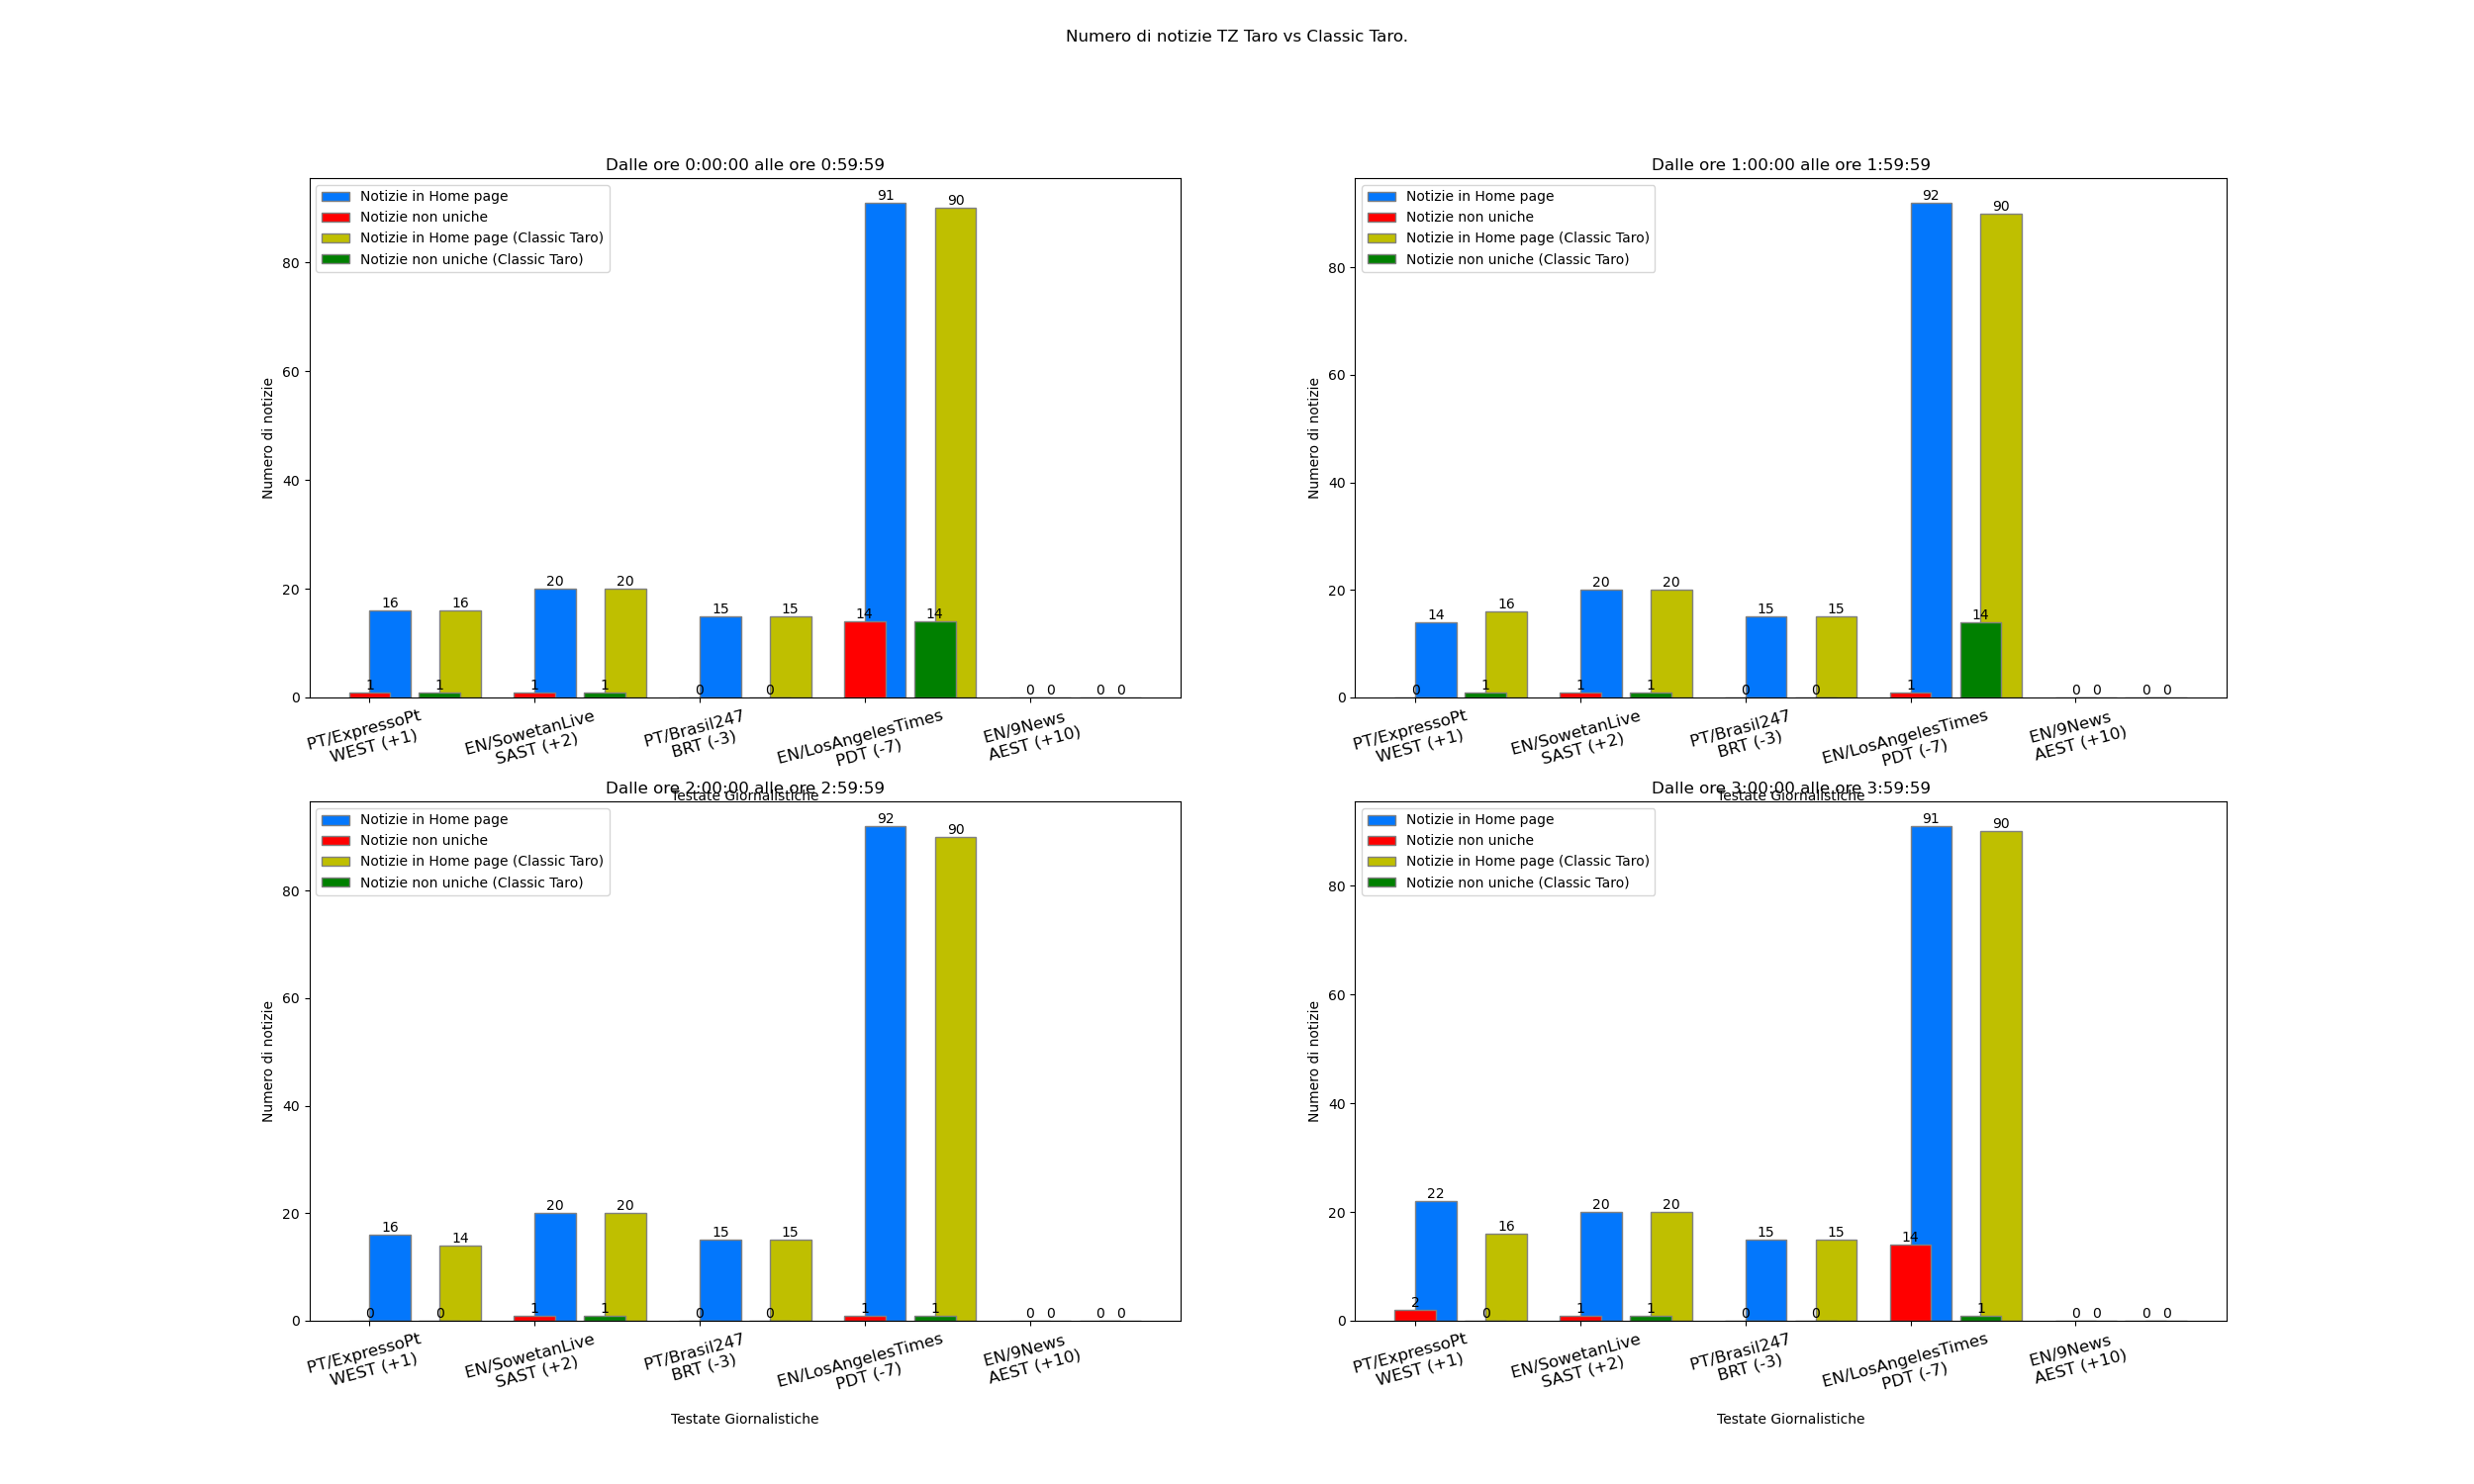 Numero di notizie TZ Taro vs Classic Taro.
Dalle ore 0:00:00 alle ore 0:59:59
Notizie in Home page
Notizie non uniche
Notizie in Home page (Classic Taro)
Notizie non uniche (Classic Taro)
Numero di notizie
80
60
40
20
0
91
90
16
16
20
20
15
15
14
14
1
1
1
1
0
0
0
0
0
0
PT/ExpressoPt
WEST (+1)
EN/SowetanLive
SAST (+2)
PT/Brasil247
BRT (-3)
EN/LosAngelesTimes
PDT (-7)
EN/9News
AEST (+10)
Testate Giornalistiche
Dalle ore 1:00:00 alle ore 1:59:59
Notizie in Home page
Notizie non uniche
Notizie in Home page (Classic Taro)
Notizie non uniche (Classic Taro)
Numero di notizie
80
60
40
20
0
92
90
14
16
20
20
15
15
14
0
1
1
1
0
0
1
0
0
0
0
PT/ExpressoPt
WEST (+1)
EN/SowetanLive
SAST (+2)
PT/Brasil247
BRT (-3)
EN/LosAngelesTimes
PDT (-7)
EN/9News
AEST (+10)
Testate Giornalistiche
Dalle ore 2:00:00 alle ore 2:59:59
Notizie in Home page
Notizie non uniche
Notizie in Home page (Classic Taro)
Notizie non uniche (Classic Taro)
Numero di notizie
80
60
40
20
0
92
90
16
14
20
20
15
15
0
0
1
1
0
0
1
1
0
0
0
0
PT/ExpressoPt
WEST (+1)
EN/SowetanLive
SAST (+2)
PT/Brasil247
BRT (-3)
EN/LosAngelesTimes
PDT (-7)
EN/9News
AEST (+10)
Testate Giornalistiche
Dalle ore 3:00:00 alle ore 3:59:59
Notizie in Home page
Notizie non uniche
Notizie in Home page (Classic Taro)
Notizie non uniche (Classic Taro)
Numero di notizie
80
60
40
20
0
91
90
22
16
20
20
15
15
14
2
0
1
1
0
0
1
0
0
0
0
PT/ExpressoPt
WEST (+1)
EN/SowetanLive
SAST (+2)
PT/Brasil247
BRT (-3)
EN/LosAngelesTimes
PDT (-7)
EN/9News
AEST (+10)
Testate Giornalistiche